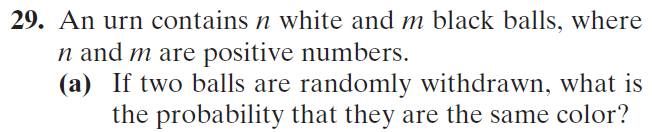 29. An urn contains n white and m black balls, where
n and m are positive numbers.
(a) If two balls are randomly withdrawn, what is
the probability that they are the same color?